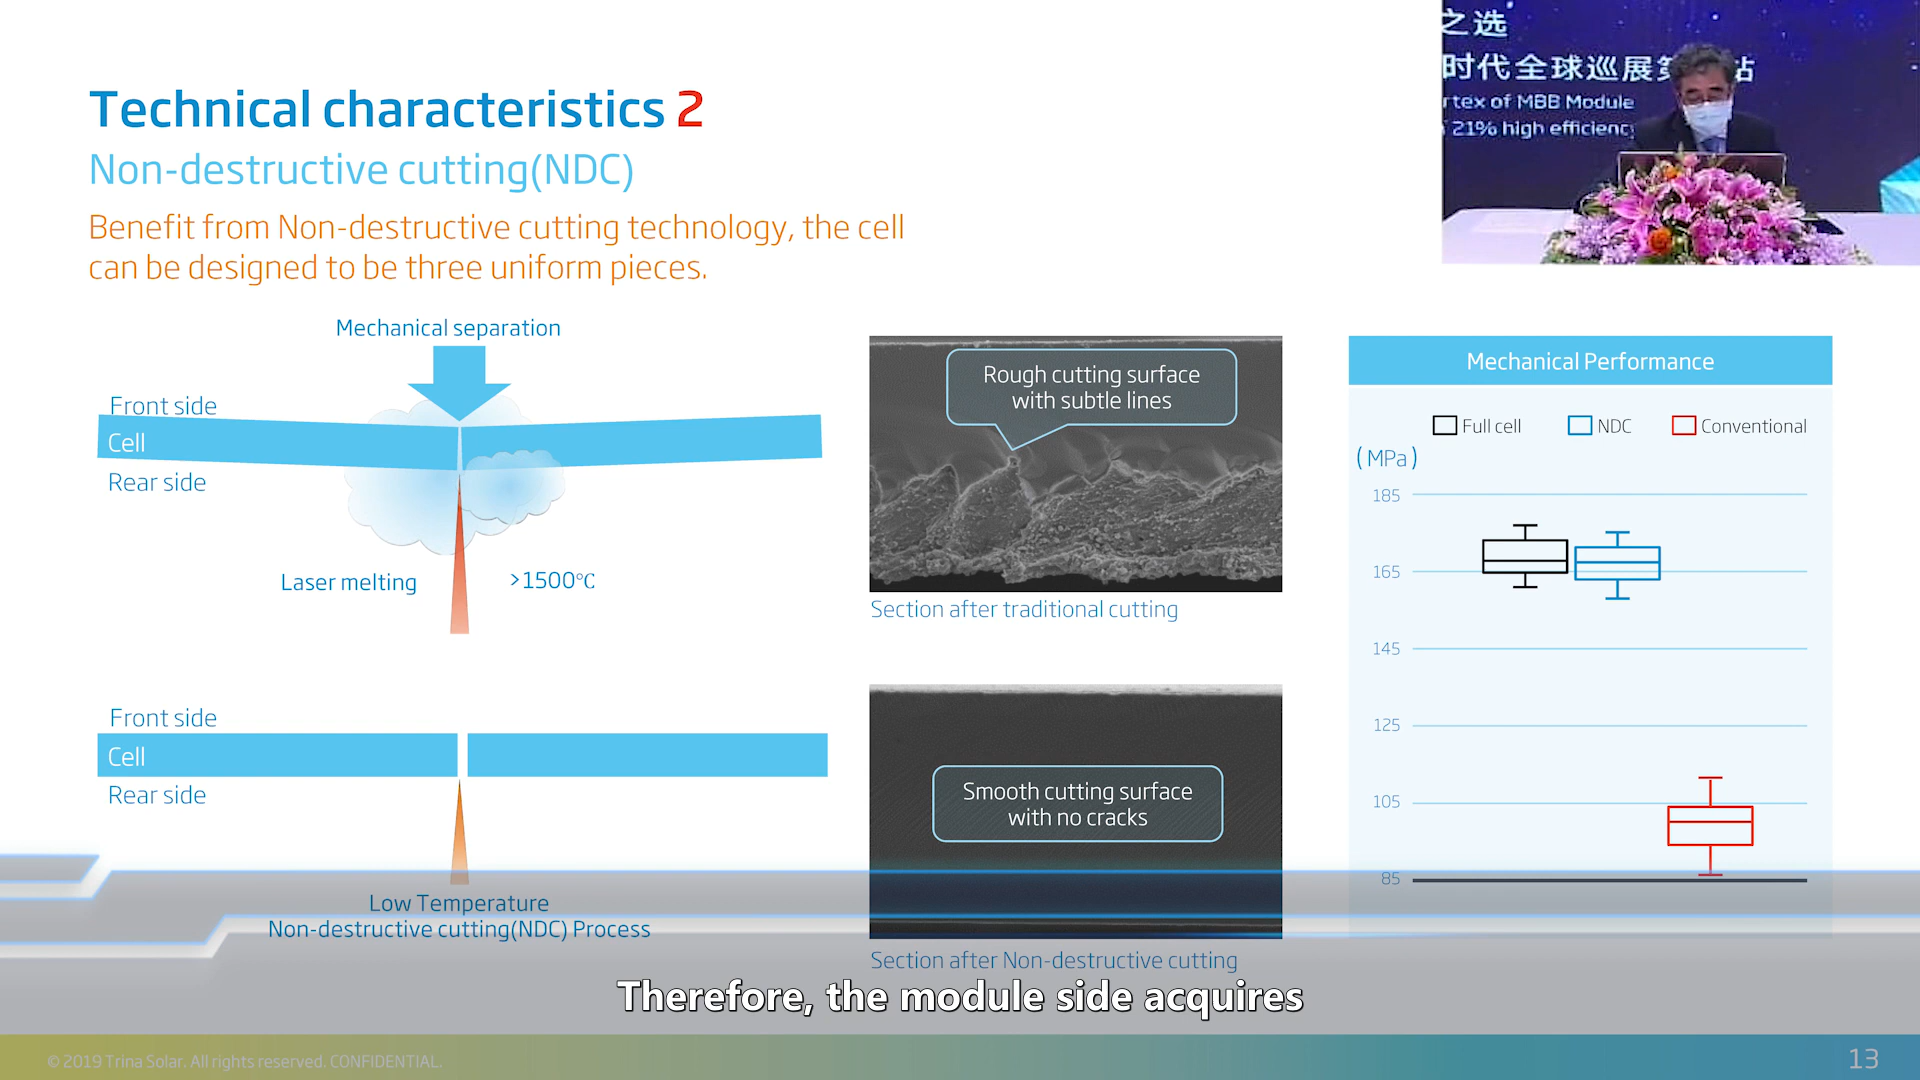 之选
时代全球巡展第
站
rtex of MBB Module
21% high efficiency
Technical characteristics 2
Non-destructive cutting(NDC)
Benefit from Non-destructive cutting technology, the cell
can be designed to be three uniform pieces.
Mechanical separation
Front side
Cell
Rear side
Laser melting
>1500℃
Front side
Cell
Rear side
Low Temperature
Non-destructive cutting(NDC) Process
Rough cutting surface
with subtle lines
Section after traditional cutting
Smooth cutting surface
with no cracks
Section after Non-destructive cutting
Mechanical Performance
Full cell
NDC
Conventional
(MPa)
185
165
145
125
105
85
Therefore, the module side acquires
© 2019 Trina Solar. All rights reserved. CONFIDENTIAL.
13